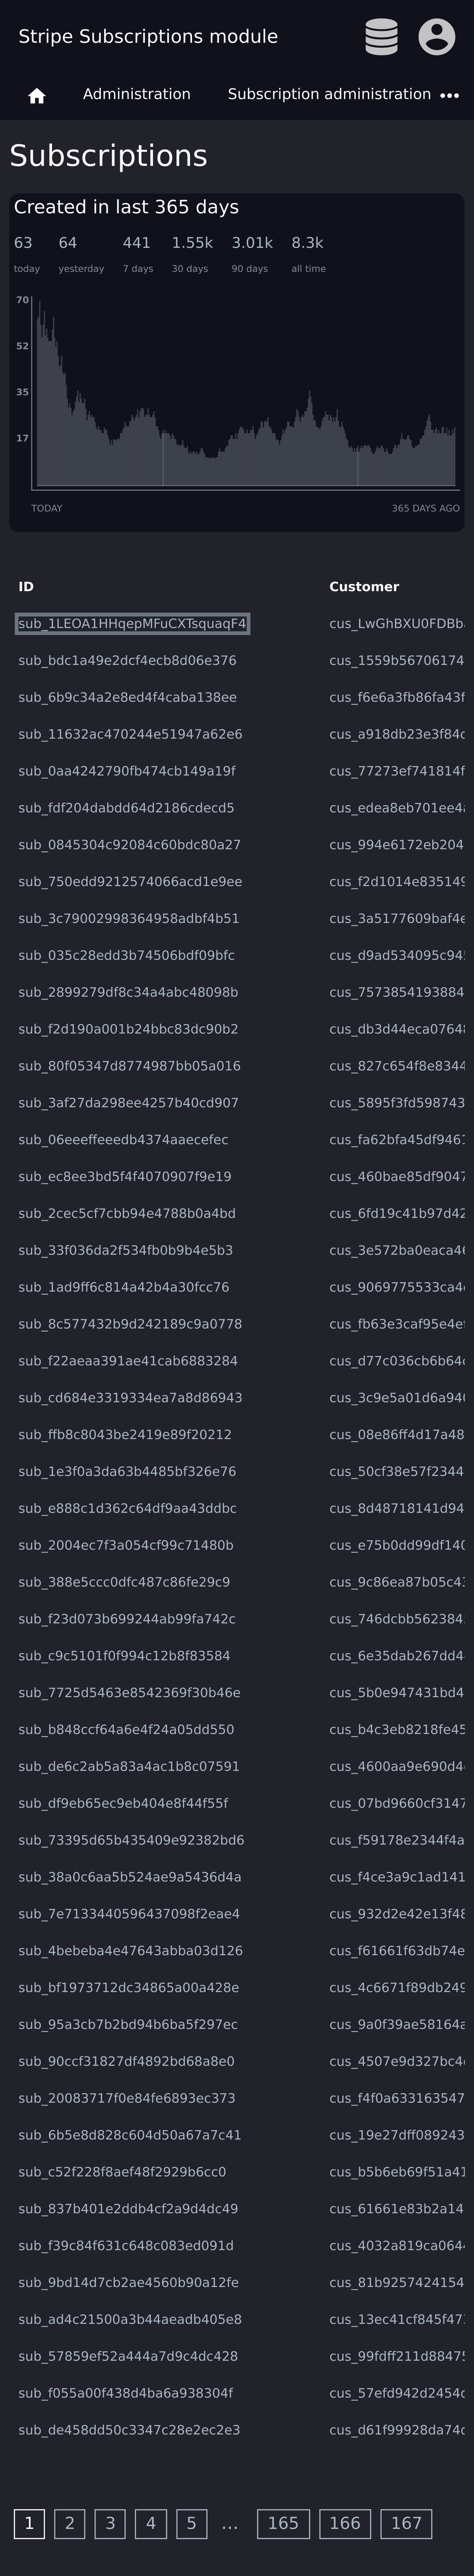 Stripe Subscriptions module
Administration Subscription administration
Subscriptions
Created in last 365 days
63 64 441 1.55k 3.01k 8.3k
today yesterday 7 days 30 days 90 days all time
70
52
35
17
TODAY 365 DAYS AGO
ID Customer
sub_1LEOA1HHqepMFuCXTsquaqF4 cus_LwGhBXU0FDBb
sub_bdc1a49e2dcf4ecb8d06e376 cus_1559b56706174
sub_6b9c34a2e8ed4f4caba138ee cus_f6e6a3fb86fa43f
sub_11632ac470244e51947a62e6 cus_a918db23e3f84
sub_0aa4242790fb474cb149a19f cus_77273ef741814f
sub_fdf204dabdd64d2186cdecd5 cus_edea8eb701ee4
sub_0845304c92084c60bdc80a27 cus_994e6172eb204
sub_750edd9212574066acd1e9ee cus_f2d1014e835149
sub_3c79002998364958adbf4b51 cus_3a5177609baf4e
sub_035c28edd3b74506bdf09bfc cus_d9ad534095c94
sub_2899279df8c34a4abc48098b cus_7573854193884
sub_f2d190a001b24bbc83dc90b2 cus_db3d44eca0764
sub_80f05347d8774987bb05a016 cus_827c654f8e8344
sub_3af27da298ee4257b40cd907 cus_5895f3fd598743
sub_06eeeffeeedb4374aaecefec cus_fa62bfa45df946
sub_ec8ee3bd5f4f4070907f9e19 cus_460bae85df9047
sub_2cec5cf7cbb94e4788b0a4bd cus_6fd19c41b97d42
sub_33f036da2f534fb0b9b4e5b3 cus_3e572ba0eaca4
sub_1ad9ff6c814a42b4a30fcc76 cus_9069775533ca4
sub_8c577432b9d242189c9a0778 cus_fb63e3caf95e4e
sub_f22aeaa391ae41cab6883284 cus_d77c036cb6b64
sub_cd684e3319334ea7a8d86943 cus_3c9e5a01d6a94
sub_ffb8c8043be2419e89f20212 cus_08e86ff4d17a48
sub_1e3f0a3da63b4485bf326e76 cus_50cf38e57f2344
sub_e888c1d362c64df9aa43ddbc cus_8d48718141d94
sub_2004ec7f3a054cf99c71480b cus_e75b0dd99df14
sub_388e5ccc0dfc487c86fe29c9 cus_9c86ea87b05c4
sub_f23d073b699244ab99fa742c cus_746dcbb562384
sub_c9c5101f0f994c12b8f83584 cus_6e35dab267dd4
sub_7725d5463e8542369f30b46e cus_5b0e947431bd4
sub_b848ccf64a6e4f24a05dd550 cus_b4c3eb8218fe45
sub_de6c2ab5a83a4ac1b8c07591 cus_4600aa9e690d4
sub_df9eb65ec9eb404e8f44f55f cus_07bd9660cf3147
sub_73395d65b435409e92382bd6 cus_f59178e2344f4a
sub_38a0c6aa5b524ae9a5436d4a cus_f4ce3a9c1ad141
sub_7e7133440596437098f2eae4 cus_932d2e42e13f48
sub_4bebeba4e47643abba03d126 cus_f61661f63db74e
sub_bf1973712dc34865a00a428e cus_4c6671f89db249
sub_95a3cb7b2bd94b6ba5f297ec cus_9a0f39ae58164a
sub_90ccf31827df4892bd68a8e0 cus_4507e9d327bc4
sub_20083717f0e84fe6893ec373 cus_f4f0a633163547
sub_6b5e8d828c604d50a67a7c41 cus_19e27dff089243
sub_c52f228f8aef48f2929b6cc0 cus_b5b6eb69f51a41
sub_837b401e2ddb4cf2a9d4dc49 cus_61661e83b2a14
sub_f39c84f631c648c083ed091d cus_4032a819ca064
sub_9bd14d7cb2ae4560b90a12fe cus_81b9257424154
sub_ad4c21500a3b44aeadb405e8 cus_13ec41cf845f47
sub_57859ef52a444a7d9c4dc428 cus_99fdff211d8847
sub_f055a00f438d4ba6a938304f cus_57efd942d2454
sub_de458dd50c3347c28e2ec2e3 cus_d61f99928da74
1 2 3 4 5 … 165 166 167